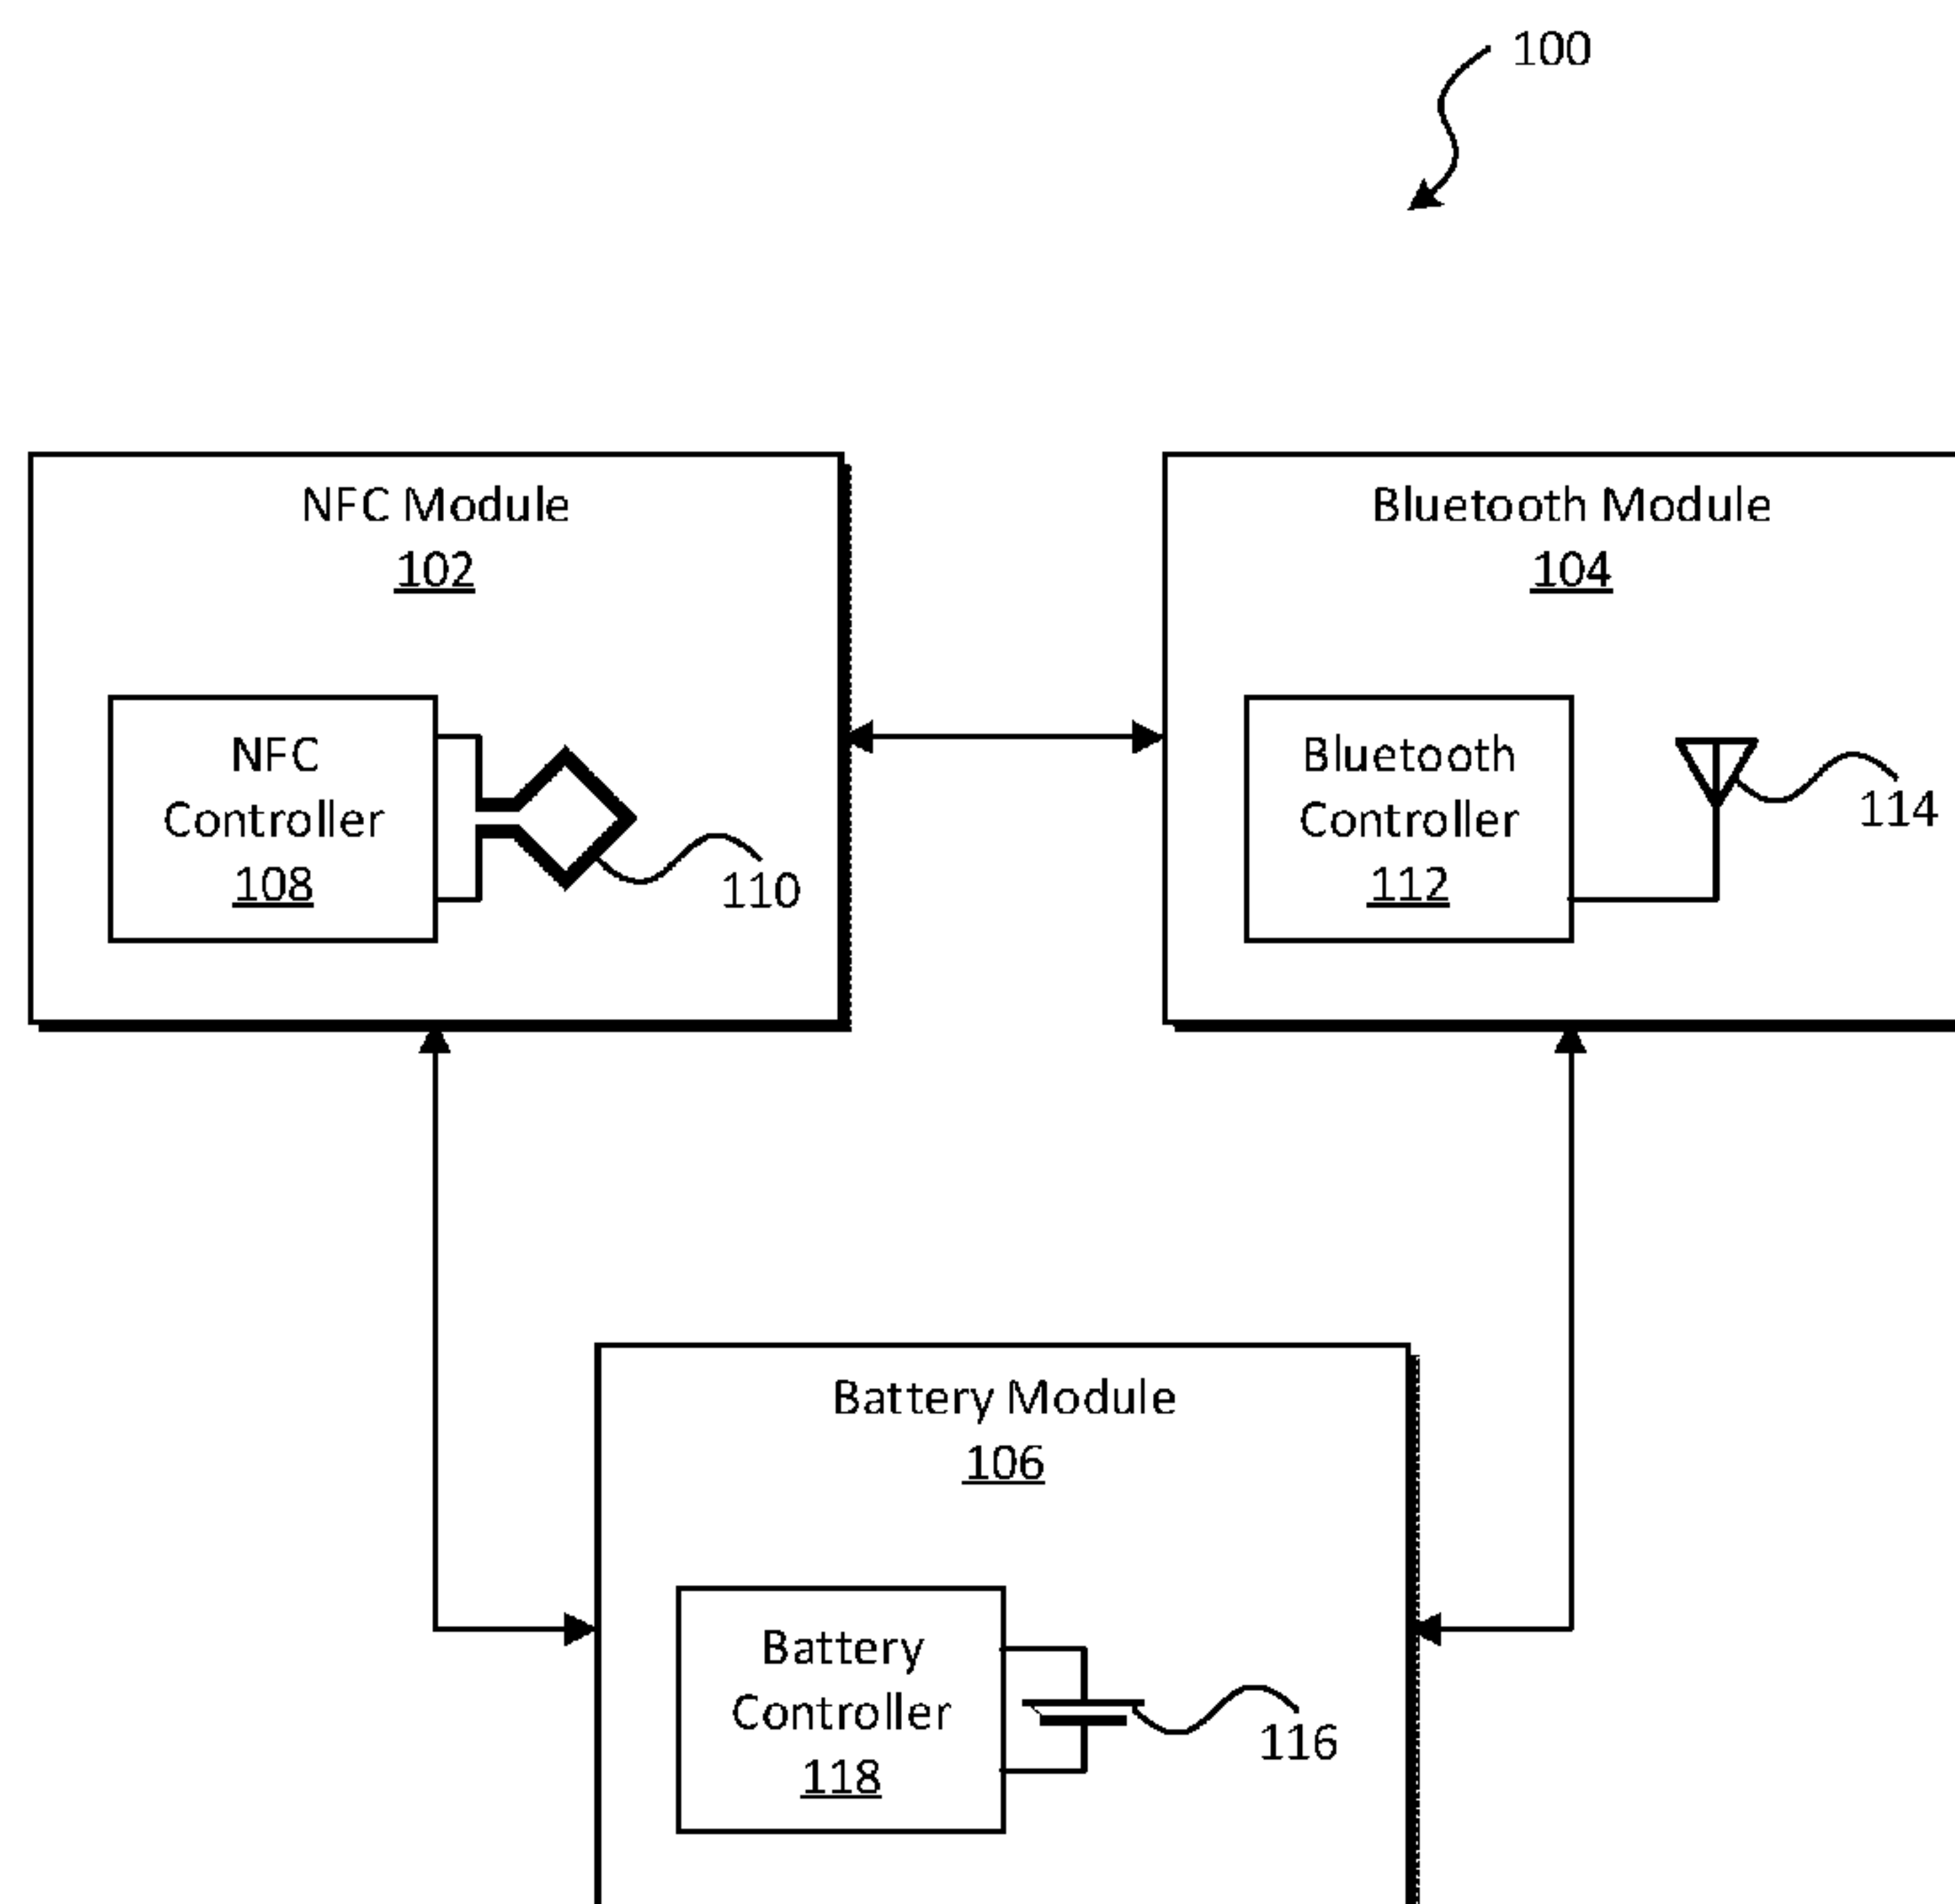 100
NFC Module
102
Bluetooth Module
104
NFC
Controller
108
110
Bluetooth
Controller
112
114
Battery Module
106
Battery
Controller
118
116